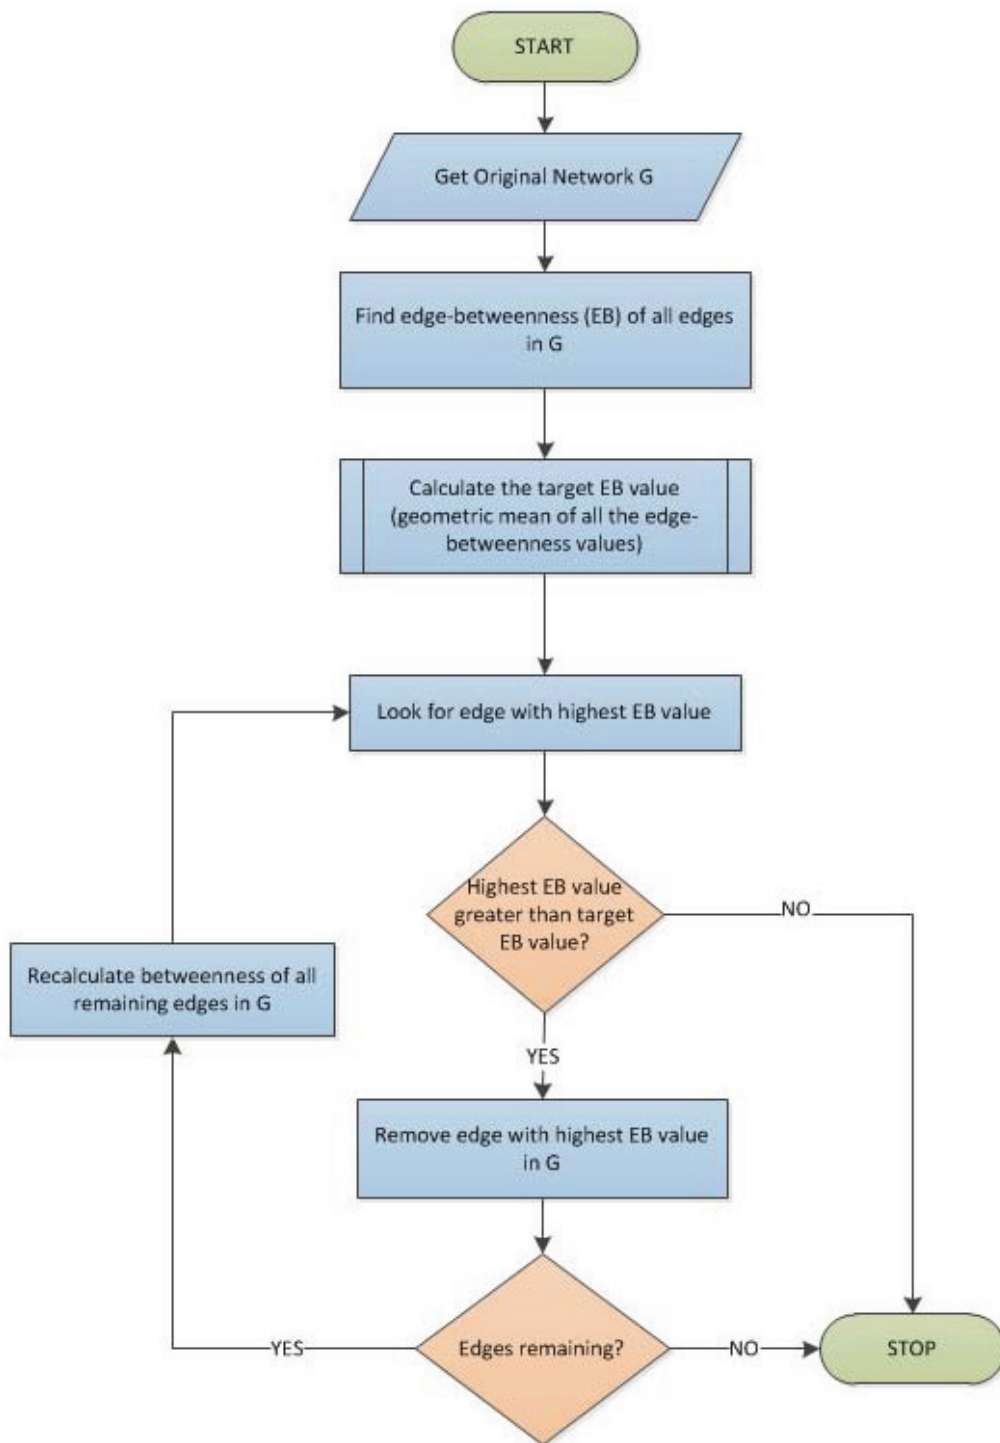 START
Get Original Network G
Find edge-betweenness (EB) of all edges
in G
Calculate the target EB value
(geometric mean of all the edge-
betweenness values)
Look for edge with highest EB value
Highest EB value
greater than target
EB value?
NO
Recalculate betweenness of all
remaining edges in G
YES
Remove edge with highest EB value
in G
Edges remaining?
YES
NO
STOP